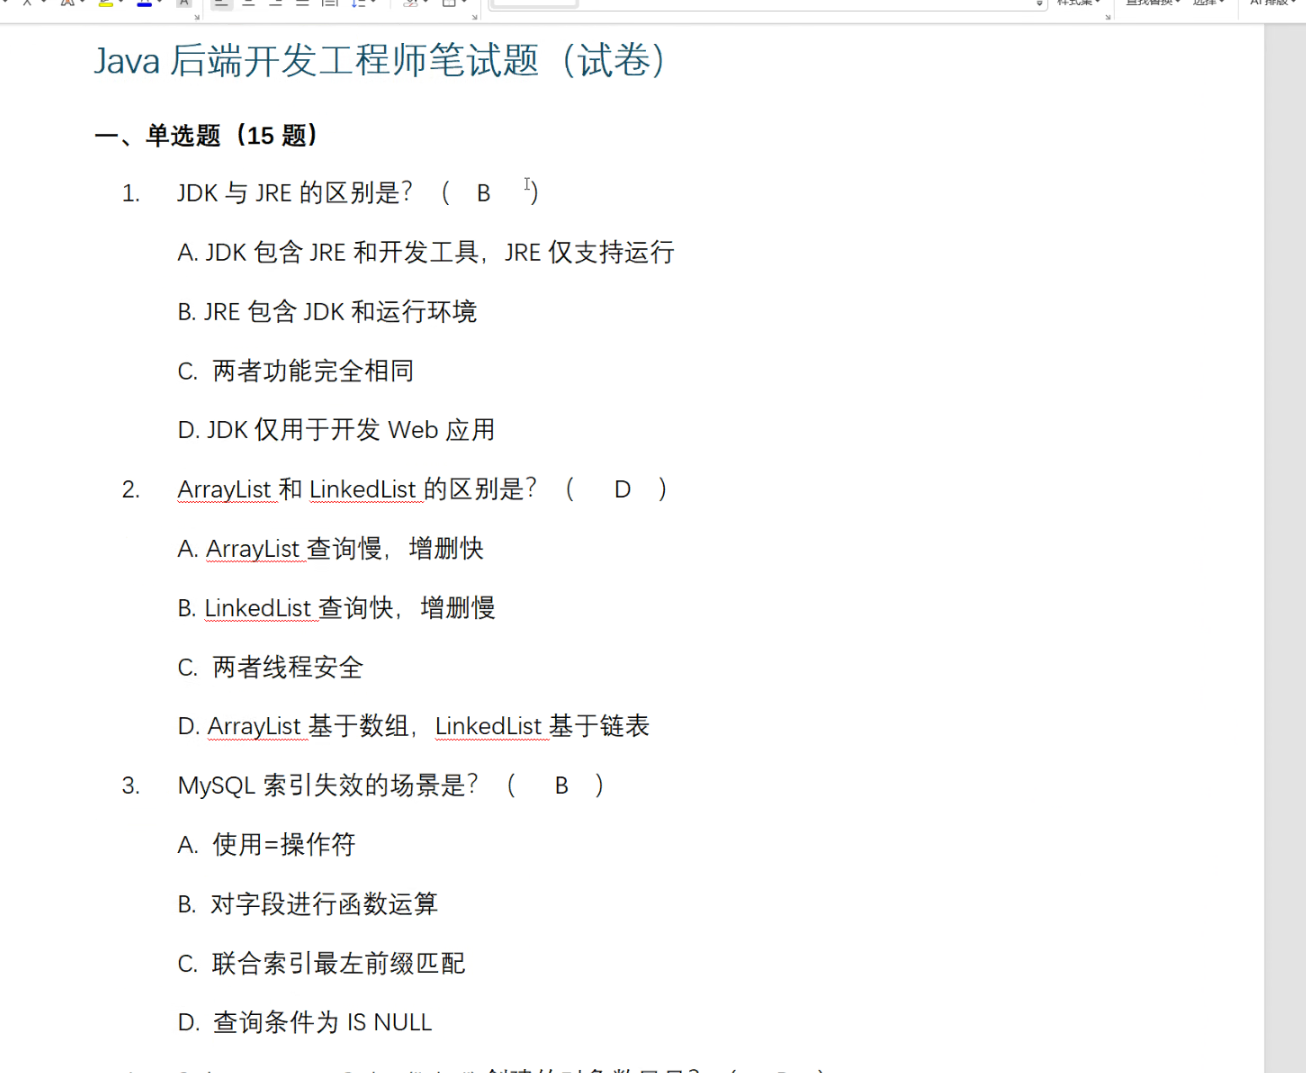 Java 后端开发工程师笔试题（试卷）
一、单选题（15 题）
1. JDK 与 JRE 的区别是？（ B ）
A. JDK 包含 JRE 和开发工具，JRE 仅支持运行
B. JRE 包含 JDK 和运行环境
C. 两者功能完全相同
D. JDK 仅用于开发 Web 应用
2. ArrayList 和 LinkedList 的区别是？（ D ）
A. ArrayList 查询慢，增删快
B. LinkedList 查询快，增删慢
C. 两者线程安全
D. ArrayList 基于数组，LinkedList 基于链表
3. MySQL 索引失效的场景是？（ B ）
A. 使用=操作符
B. 对字段进行函数运算
C. 联合索引最左前缀匹配
D. 查询条件为 IS NULL